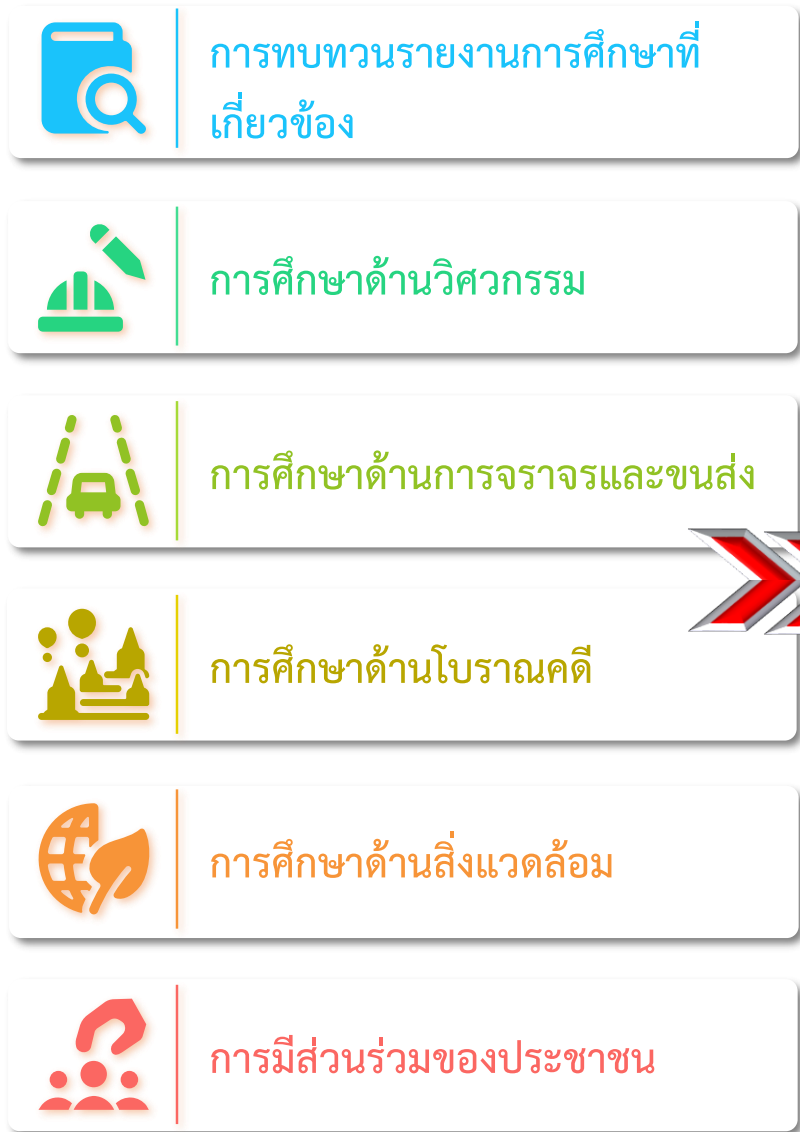 การทบทวนรายงานการศึกษาที่
เกี่ยวข้อง
การศึกษาด้านวิศวกรรม
การศึกษาด้านการจราจรและขนส่ง
การศึกษาด้านโบราณคดี
การศึกษาด้านสิ่งแวดล้อม
การมีส่วนร่วมของประชาชน